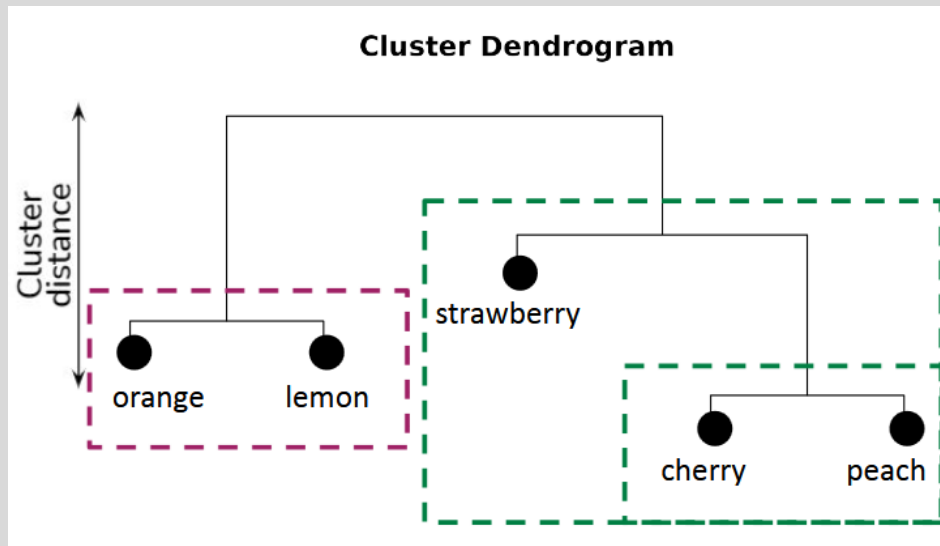 Cluster Dendrogram
Cluster
distance
strawberry
orange
lemon
cherry
peach